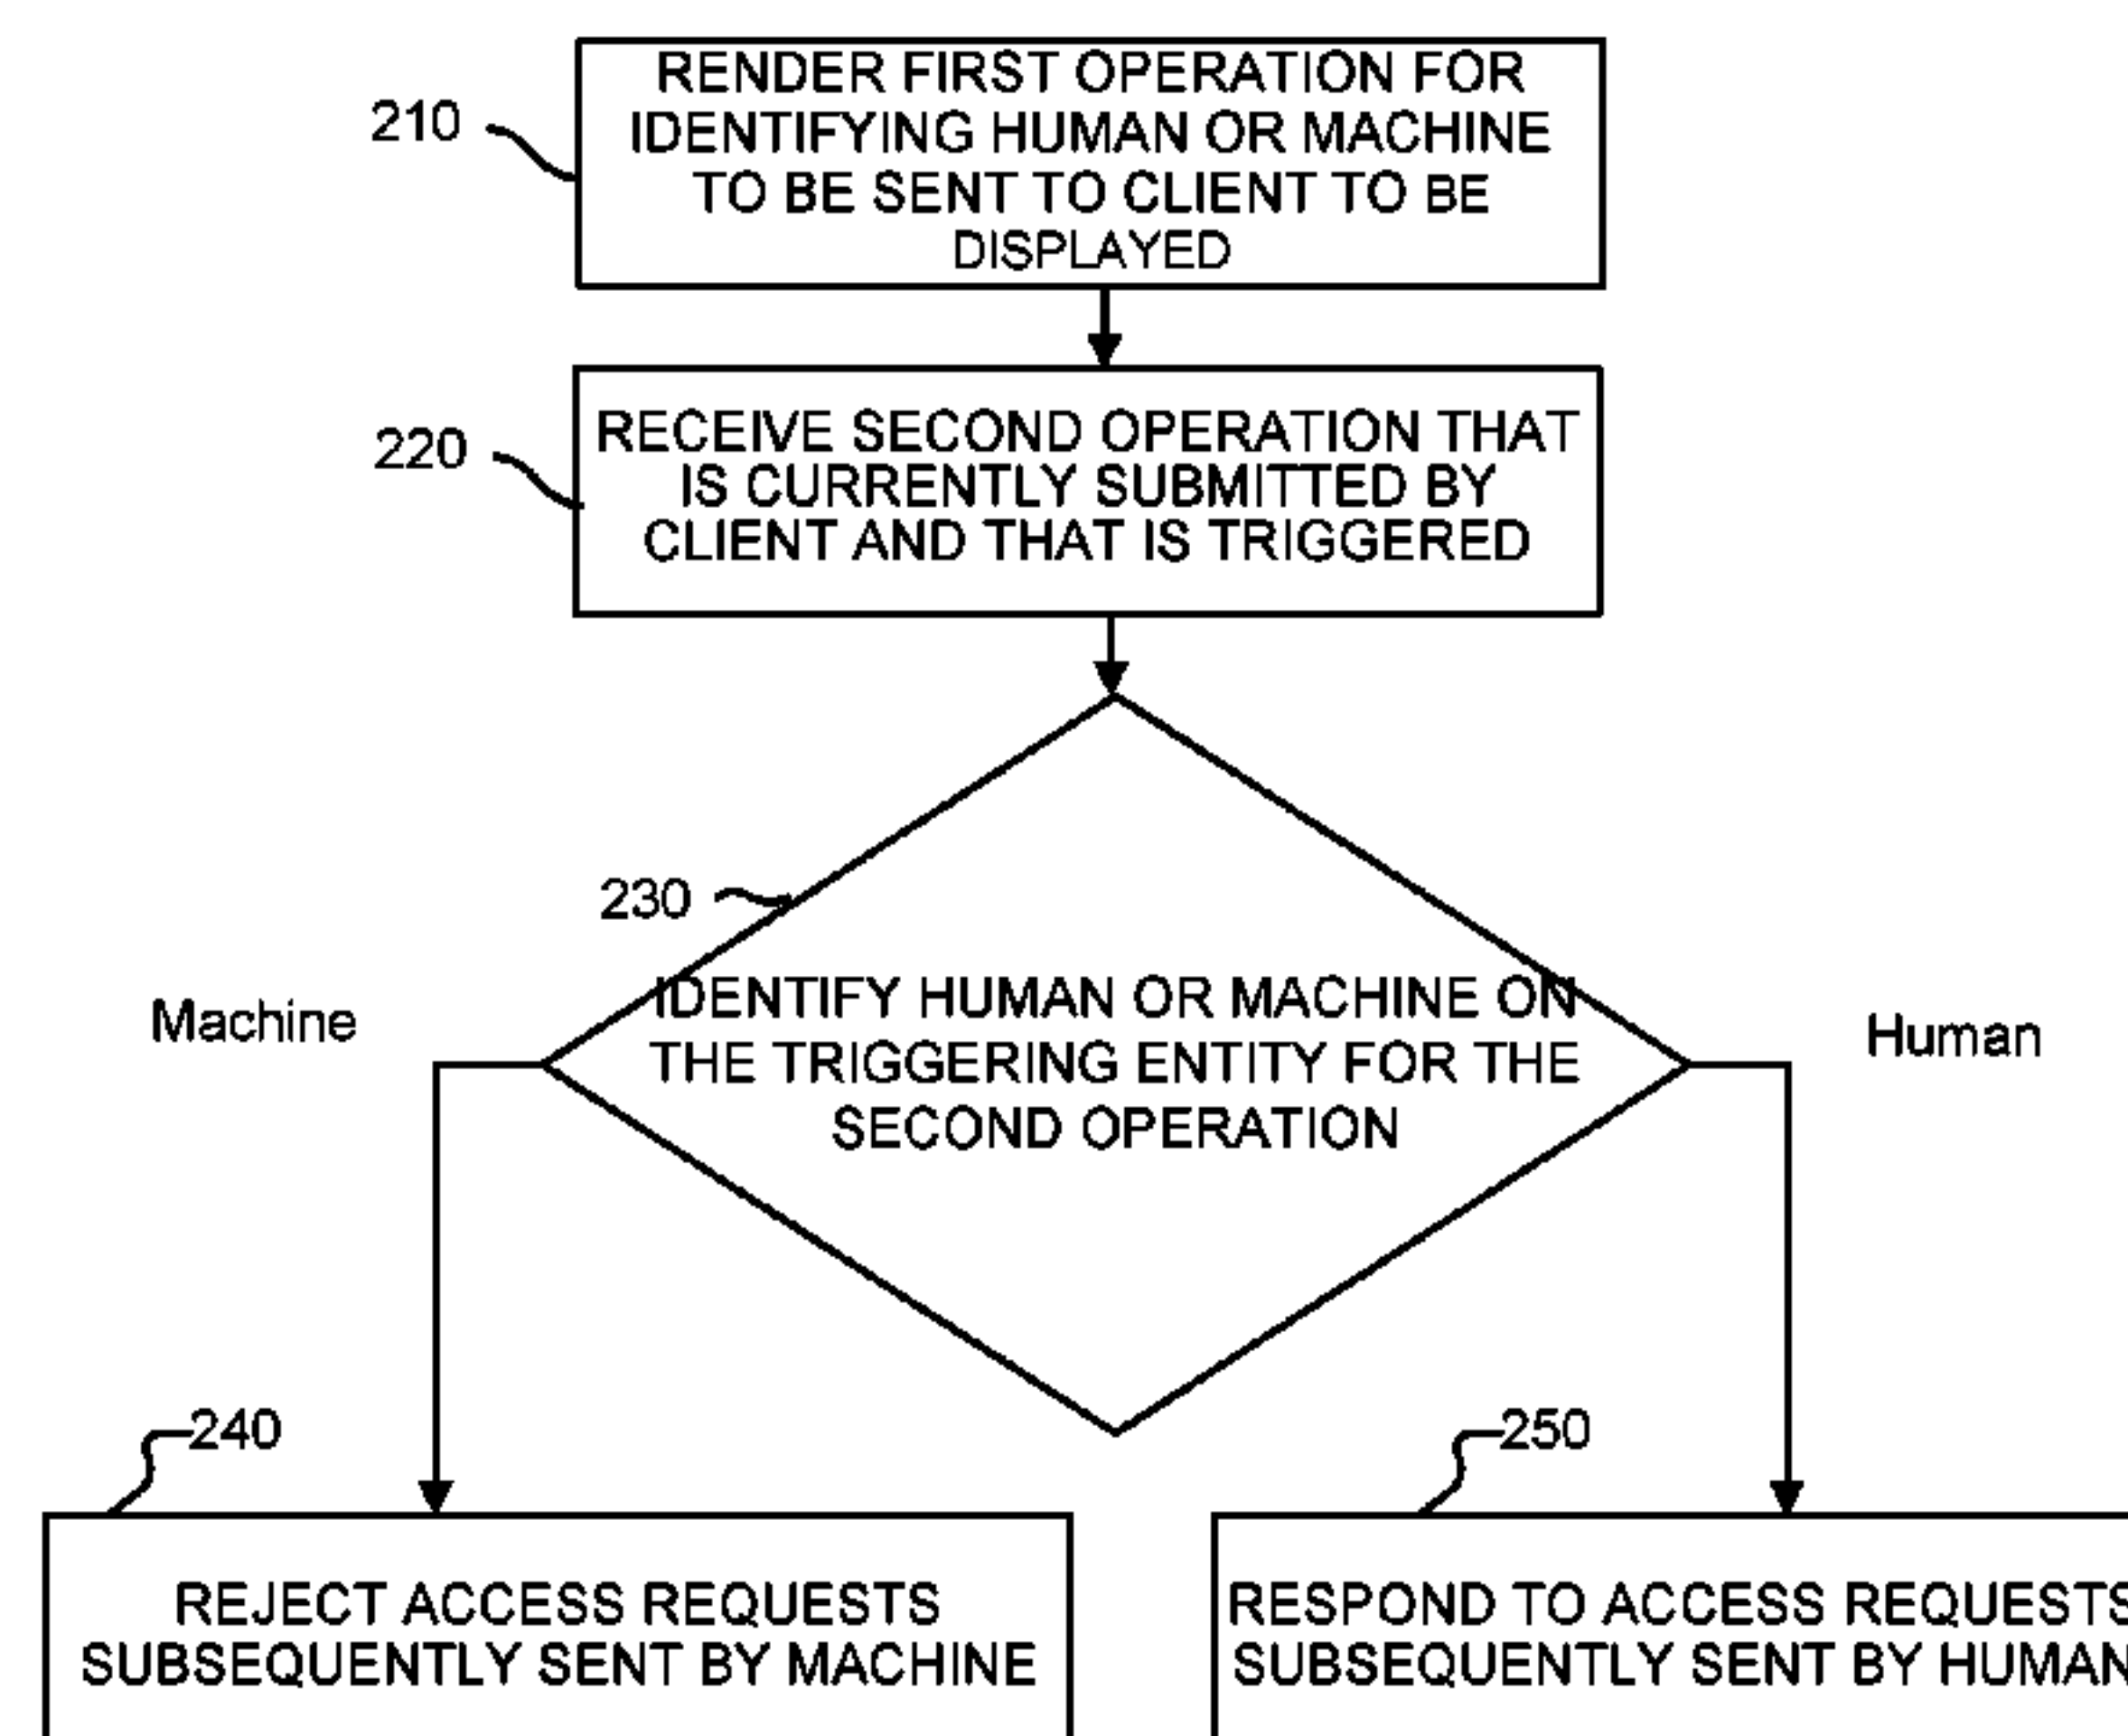 RENDER FIRST OPERATION FOR
IDENTIFYING HUMAN OR MACHINE
TO BE SENT TO CLIENT TO BE
DISPLAYED
210
RECEIVE SECOND OPERATION THAT
IS CURRENTLY SUBMITTED BY
CLIENT AND THAT IS TRIGGERED
220
230
IDENTIFY HUMAN OR MACHINE ON
THE TRIGGERING ENTITY FOR THE
SECOND OPERATION
Machine
Human
240
REJECT ACCESS REQUESTS
SUBSEQUENTLY SENT BY MACHINE
250
RESPOND TO ACCESS REQUESTS
SUBSEQUENTLY SENT BY HUMAN